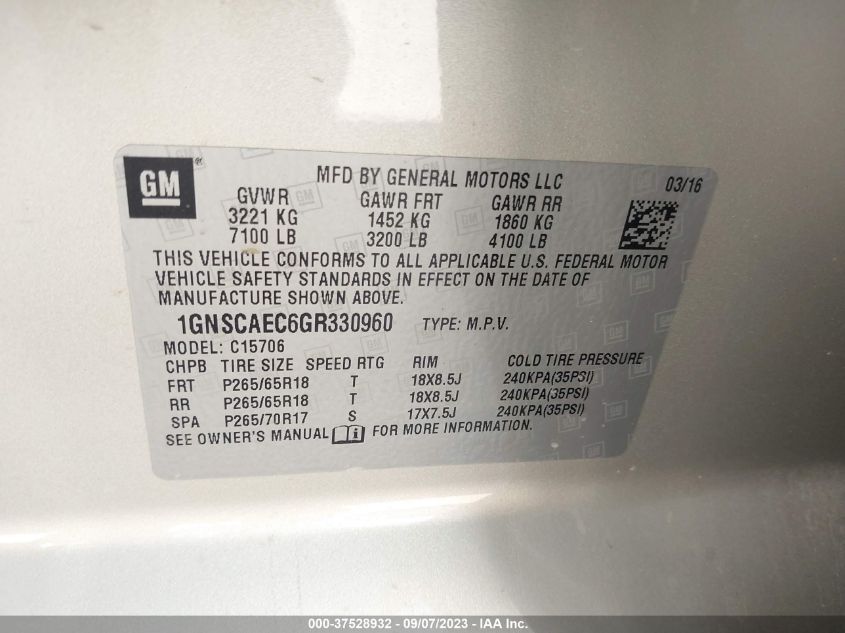 GM ®
MFD BY GENERAL MOTORS LLC 03/16
GVWR GAWR FRT GAWR RR
3221 KG 1452 KG 1860 KG
7100 LB 3200 LB 4100 LB
THIS VEHICLE CONFORMS TO ALL APPLICABLE U.S. FEDERAL MOTOR
VEHICLE SAFETY STANDARDS IN EFFECT ON THE DATE OF
MANUFACTURE SHOWN ABOVE.
1GNSCAEC6GR330960 TYPE: M.P.V.
MODEL: C15706
CHPB TIRE SIZE SPEED RTG RIM COLD TIRE PRESSURE
FRT P265/65R18 T 18X8.5J 240KPA(35PSI)
RR P265/65R18 T 18X8.5J 240KPA(35PSI)
SPA P265/70R17 S 17X7.5J 240KPA(35PSI)
SEE OWNER'S MANUAL i FOR MORE INFORMATION.
000-37528932 - 09/07/2023 - IAA Inc.